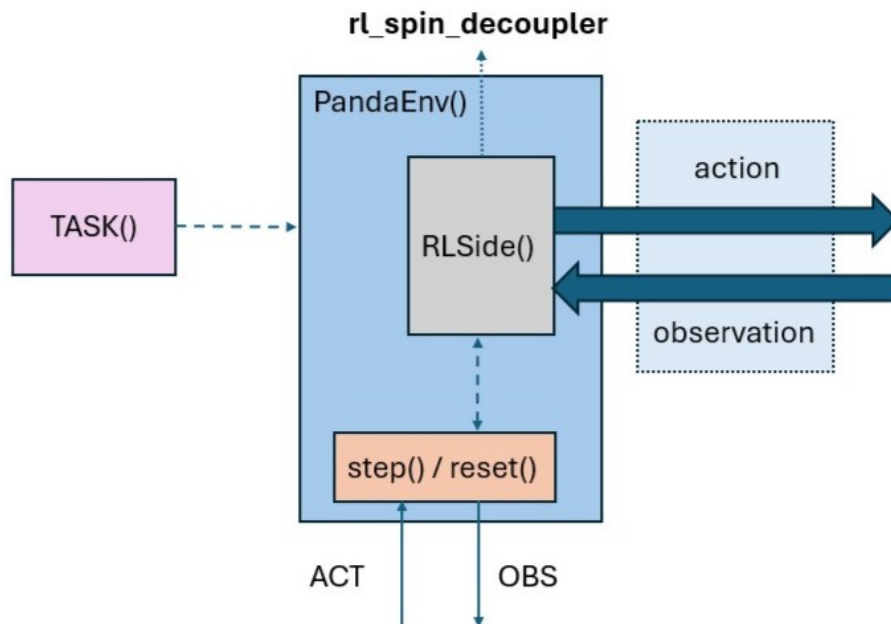 rl_spin_decoupler
PandaEnv()
action
TASK()
RLSide()
observation
step() / reset()
ACT
OBS